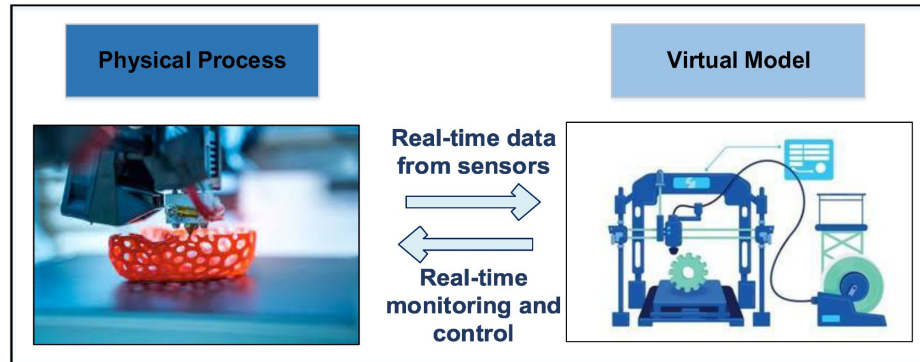 Physical Process
Virtual Model
Real-time data
from sensors
Real-time
monitoring and
control